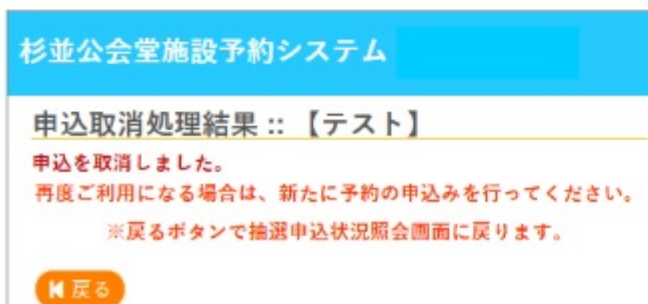 杉並公会堂施設予約システム
申込取消処理結果 :: 【テスト】
申込を取消しました。
再度ご利用になる場合は、新たに予約の申込みを行ってください。
※戻るボタンで抽選申込状況照会画面に戻ります。
戻る